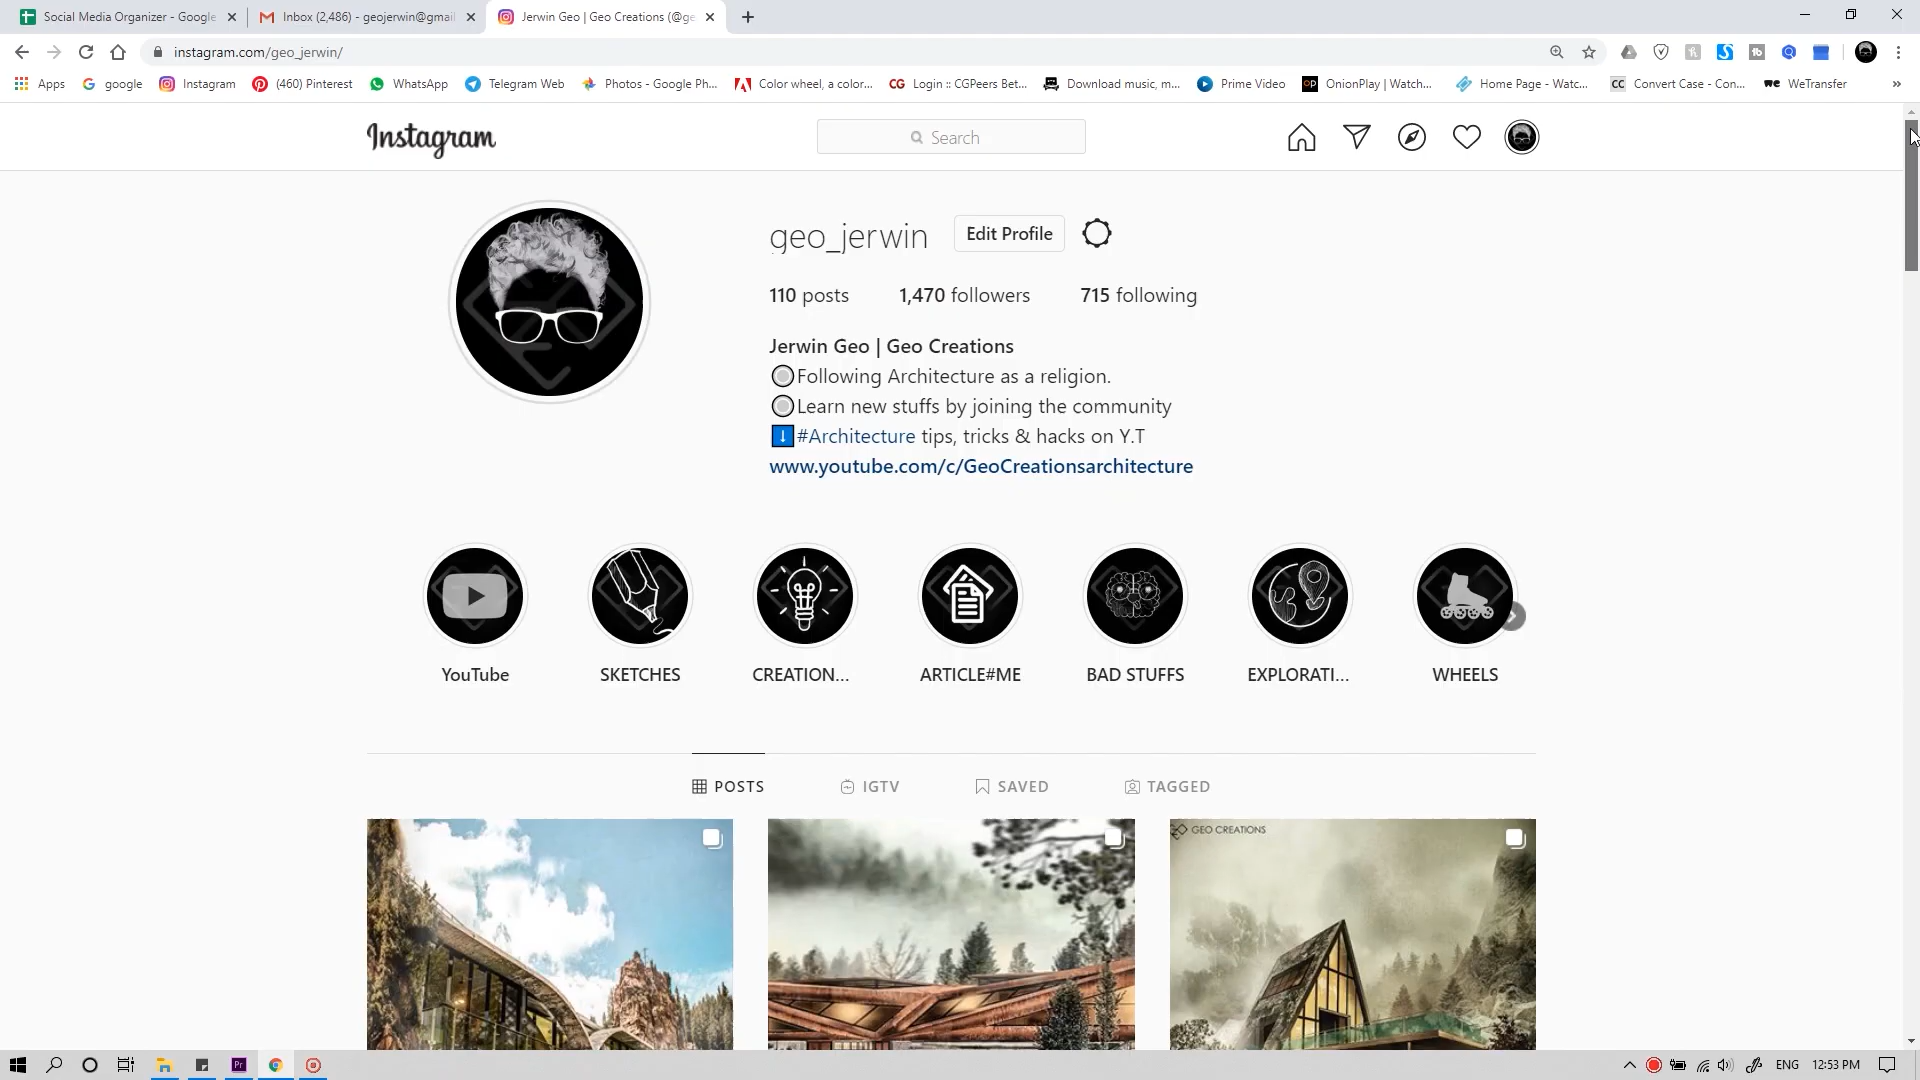 Social Media Organizer - Google
Inbox (2,486) - geojerwin@gmail
Jerwin Geo | Geo Creations (@ge
instagram.com/geo_jerwin/
Apps
google
Instagram
(460) Pinterest
WhatsApp
Telegram Web
Photos - Google Ph...
Color wheel, a color...
CG Login :: CGPeers Bet...
Download music, m...
Prime Video
OP OnionPlay | Watch...
Home Page - Watc...
CC Convert Case - Con...
we WeTransfer
Instagram
Search
geo_jerwin
Edit Profile
110 posts
1,470 followers
715 following
Jerwin Geo | Geo Creations
Following Architecture as a religion.
Learn new stuffs by joining the community
#Architecture tips, tricks & hacks on Y.T
www.youtube.com/c/GeoCreationsarchitecture
YouTube
SKETCHES
CREATION...
ARTICLE#ME
BAD STUFFS
EXPLORATI...
WHEELS
POSTS
IGTV
SAVED
TAGGED
GEO CREATIONS
Pr
ENG
12:53 PM